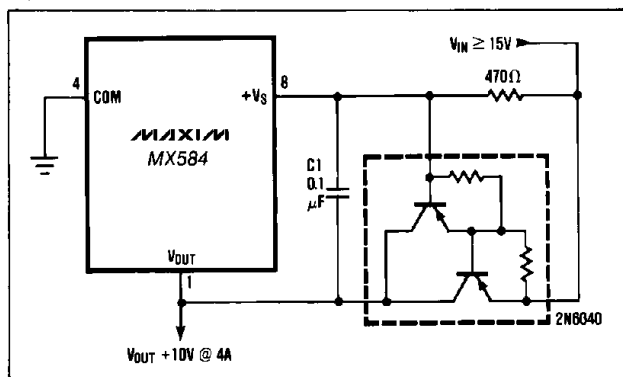 VIN ≥ 15V
470Ω
4
COM
8
+VS
MAXIM
MX584
C1
0.1
μF
VOUT
1
2N6040
VOUT +10V @ 4A